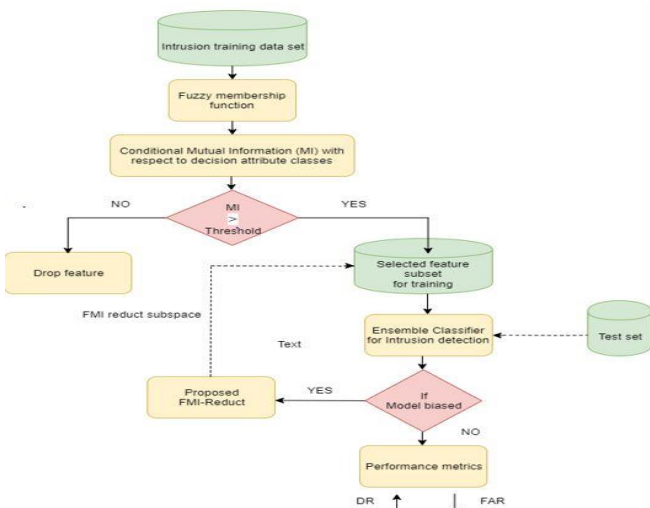 Intrusion training data set
Fuzzy membership
function
Conditional Mutual Information (MI) with
respect to decision attribute classes
NO
MI
>
Threshold
YES
Drop feature
Selected feature
subset
for training
FMI reduct subspace
Text
Ensemble Classifier
for Intrusion detection
Test set
Proposed
FMI-Reduct
YES
If
Model biased
NO
Performance metrics
DR
FAR